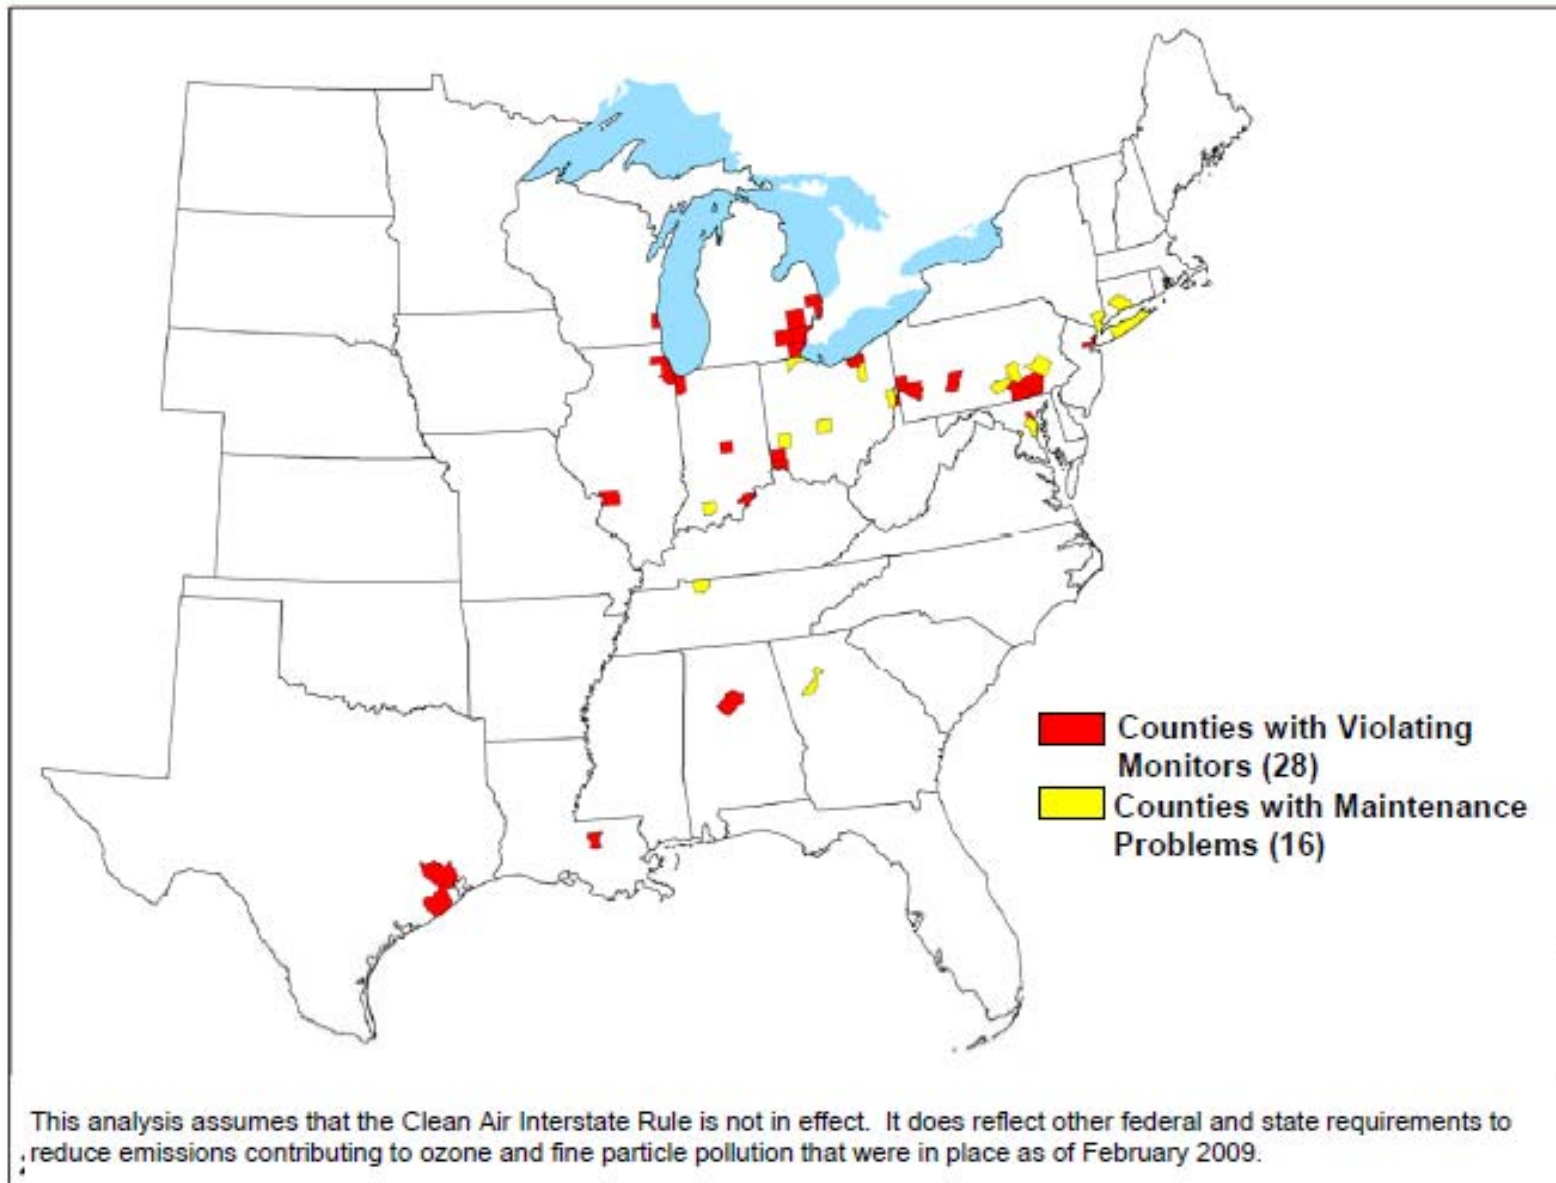 Counties with Violating
Monitors (28)
Counties with Maintenance
Problems (16)
This analysis assumes that the Clean Air Interstate Rule is not in effect.  It does reflect other federal and state requirements to
reduce emissions contributing to ozone and fine particle pollution that were in place as of February 2009.